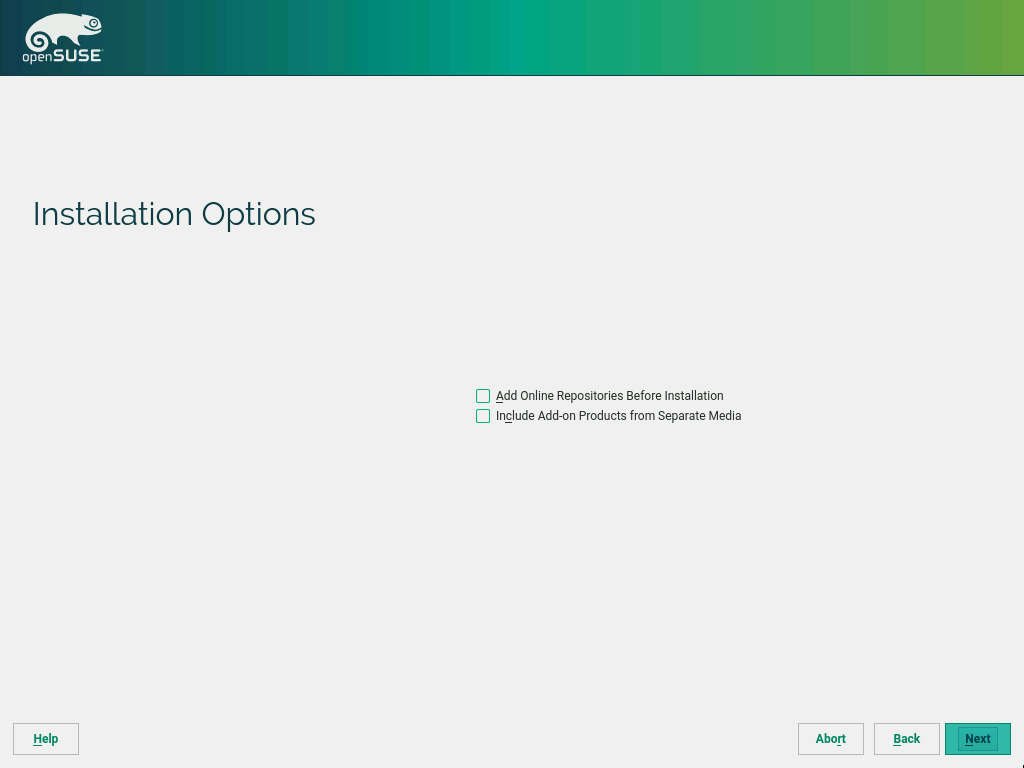 openSUSE
Installation Options
Add Online Repositories Before Installation
Include Add-on Products from Separate Media
Help
Abort
Back
Next